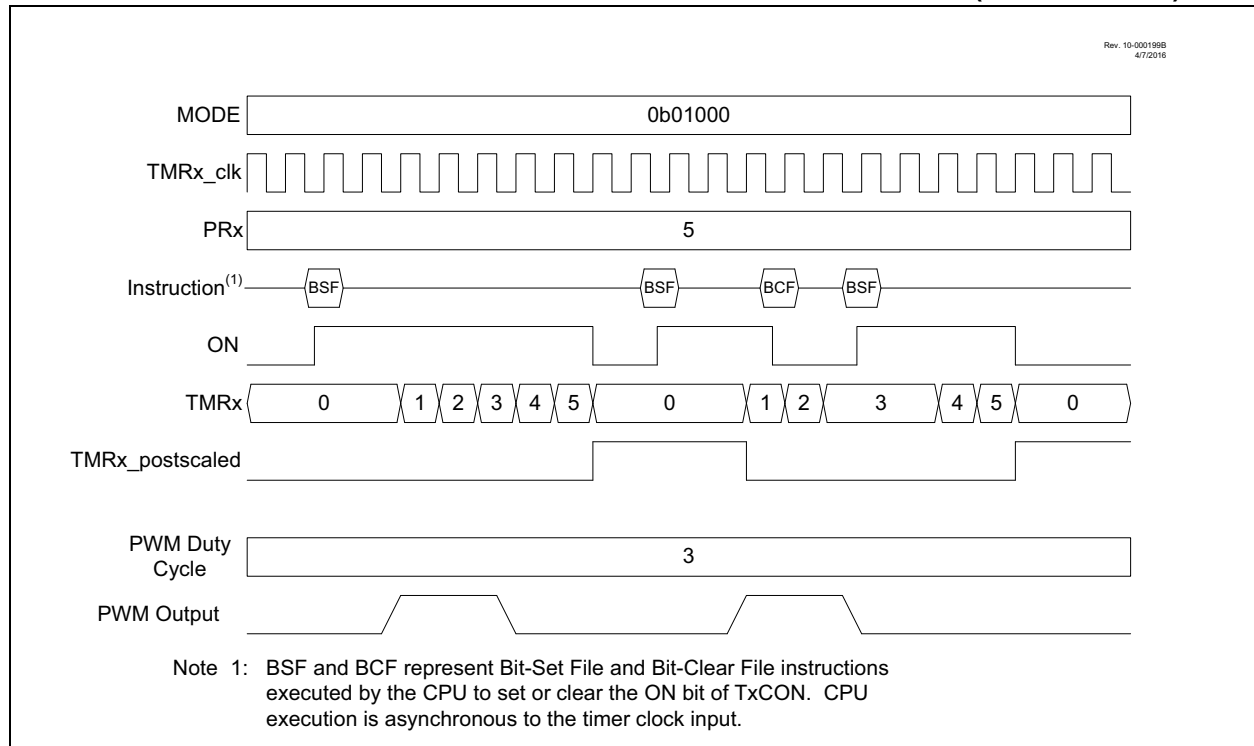 Rev. 10-000199B
4/7/2016
MODE 0b01000
TMRx_clk
PRx 5
Instruction(1) BSF BSF BCF BSF
ON
TMRx 0 1 2 3 4 5 0 1 2 3 4 5 0
TMRx_postscaled
PWM Duty
Cycle 3
PWM Output
Note 1: BSF and BCF represent Bit-Set File and Bit-Clear File instructions
executed by the CPU to set or clear the ON bit of TxCON. CPU
execution is asynchronous to the timer clock input.